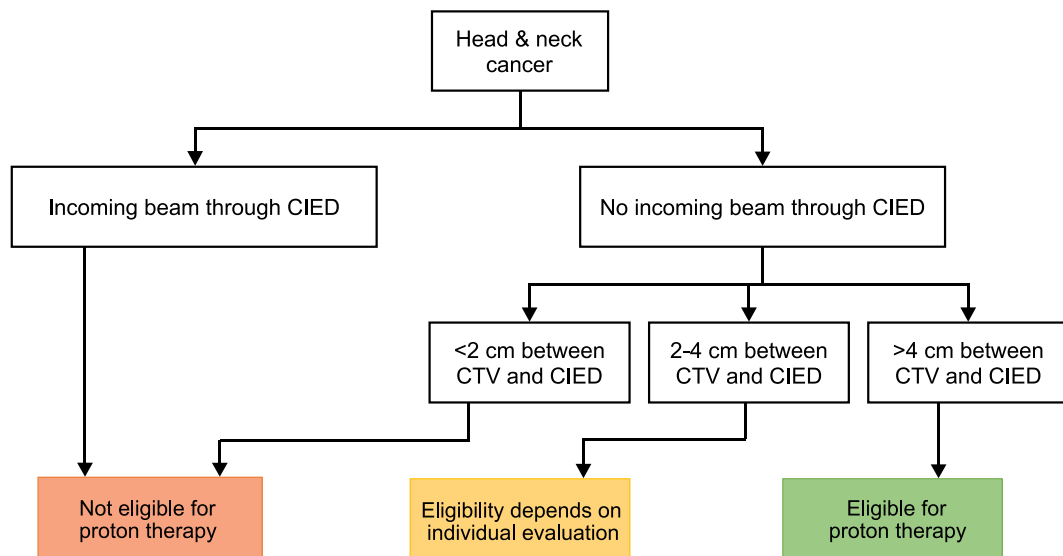 Head & neck
cancer
Incoming beam through CIED
No incoming beam through CIED
<2 cm between
CTV and CIED
2–4 cm between
CTV and CIED
>4 cm between
CTV and CIED
Not eligible for
proton therapy
Eligibility depends on
individual evaluation
Eligible for
proton therapy